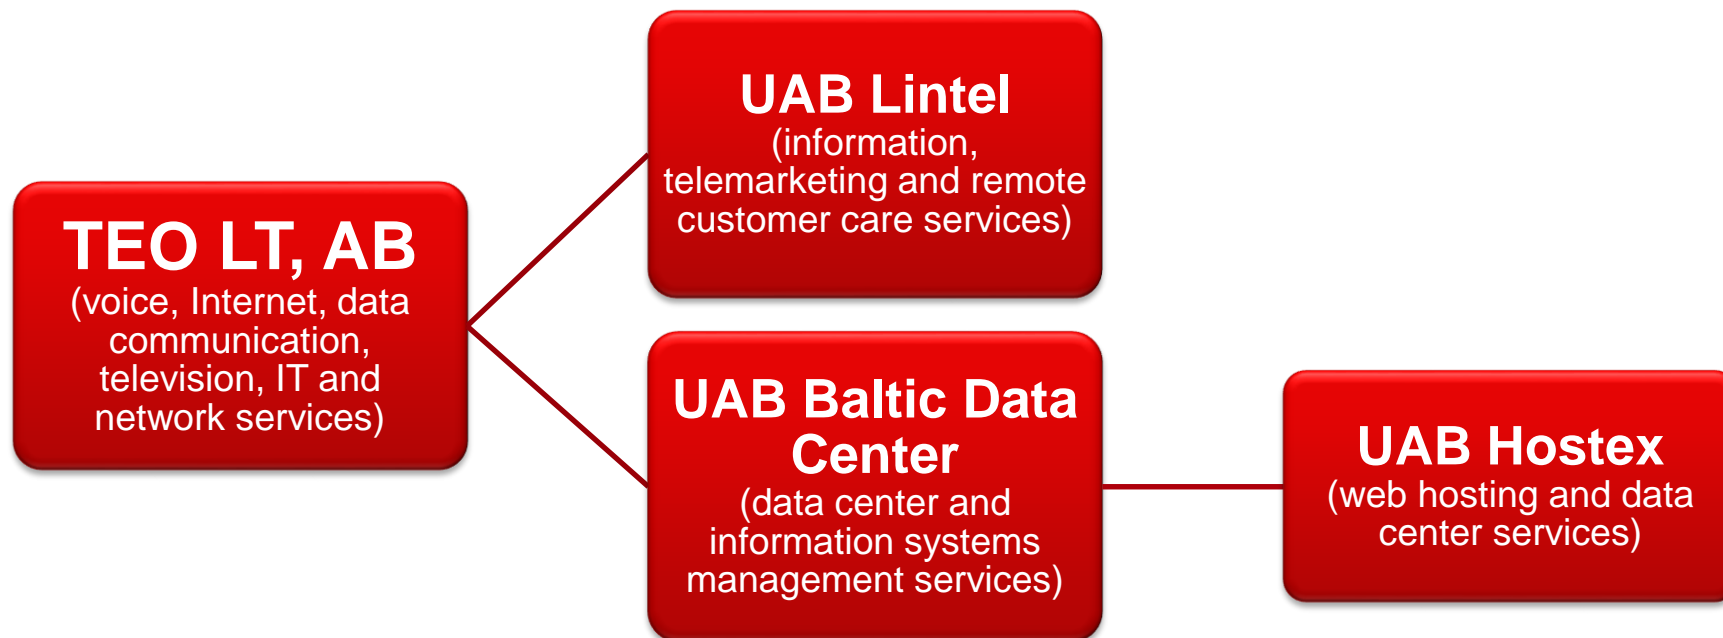 TEO LT, AB
(voice, Internet, data
communication,
television, IT and
network services)
UAB Lintel
(information,
telemarketing and remote
customer care services)
UAB Baltic Data
Center
(data center and
information systems
management services)
UAB Hostex
(web hosting and data
center services)